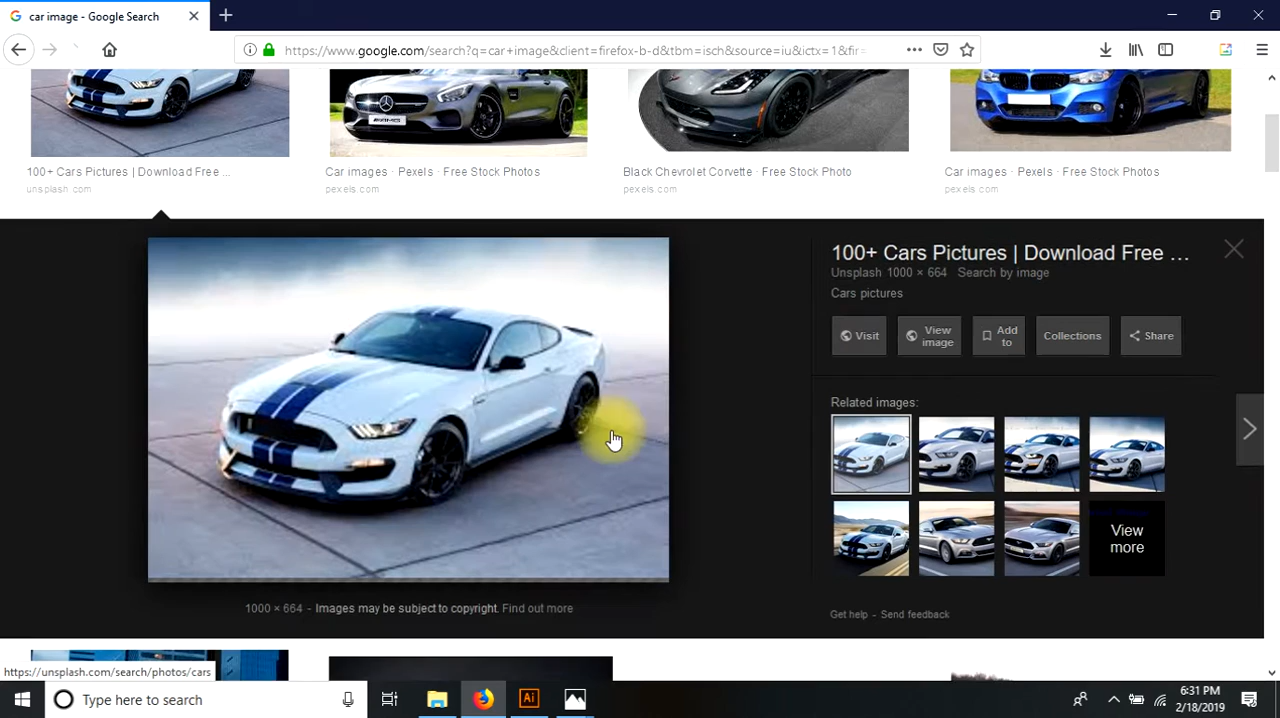 car image - Google Search
https://www.google.com/search?q=car+image&client=firefox-b-d&tbm=isch&source=iu&ictx=1&fir
AMG
100+ Cars Pictures | Download Free ...
unsplash.com
Car images · Pexels · Free Stock Photos
pexels.com
Black Chevrolet Corvette · Free Stock Photo
pexels.com
Car images · Pexels · Free Stock Photos
pexels.com
100+ Cars Pictures | Download Free ...
Unsplash 1000 × 664 Search by image
Cars pictures
Visit
View image
Add to
Collections
Share
Related images:
View more
1000 × 664 - Images may be subject to copyright. Find out more
Get help - Send feedback
https://unsplash.com/search/photos/cars
Type here to search
Ai
6:31 PM
2/18/2019